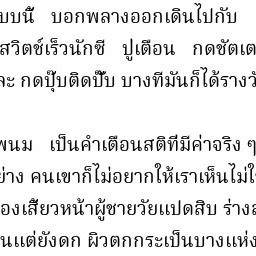 บบนี้ บอกพลางออกเดินไปกับ
สวิตช์เร็วนักซี ปูเตือน กดชัตเต
ละ กดปุ๊บติดปั๊บ บางทีมันก็ได้ราง
พนม เป็นคำเตือนสติที่มีค่าจริง ๆ
ย่าง คนเขาก็ไม่อยากให้เราเห็นไม่ใ
องเสี้ยวหน้าผู้ชายวัยแปดสิบ ร่าง
นแต่ยังดก ผิวตกกระเป็นบางแห่ง